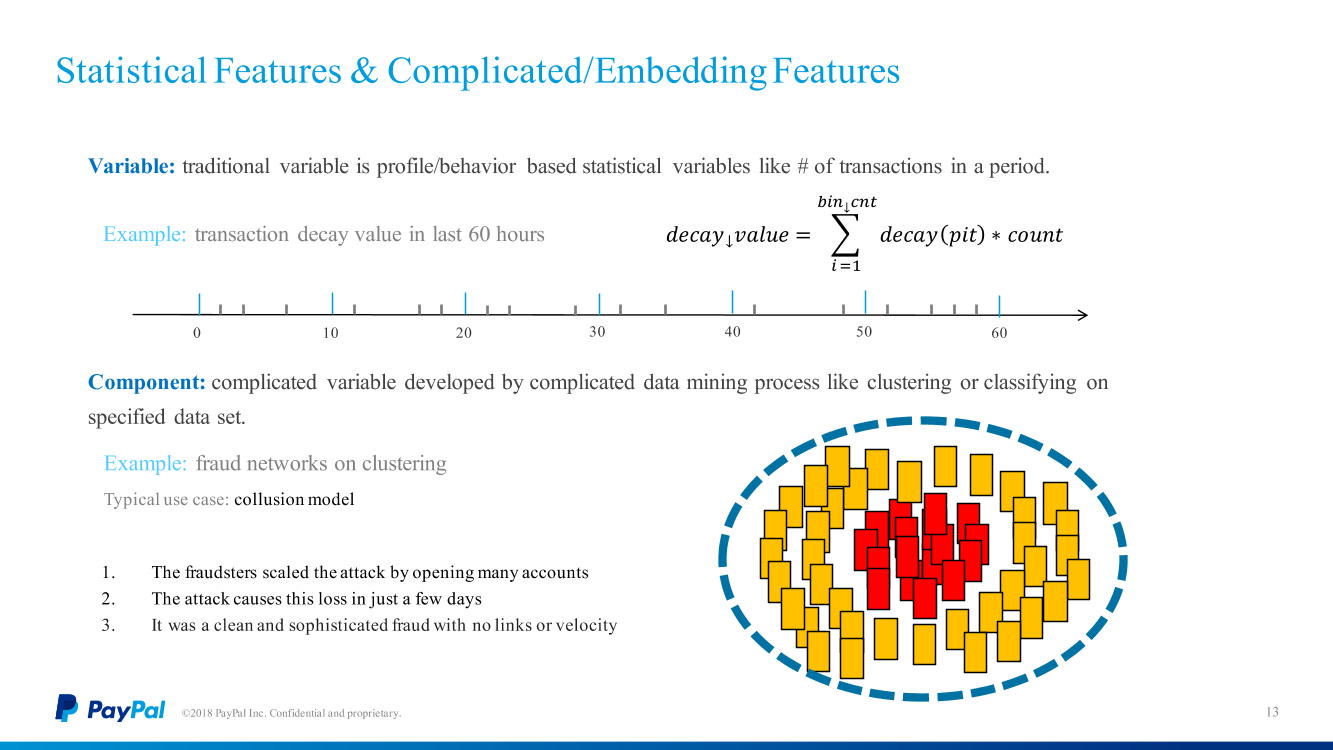 Statistical Features & Complicated/Embedding Features
Variable: traditional variable is profile/behavior based statistical variables like # of transactions in a period.
Example: transaction decay value in last 60 hours
bin↓cnt
decay↓value = ∑ decay(pit) ∗ count
i=1
0 10 20 30 40 50 60
Component: complicated variable developed by complicated data mining process like clustering or classifying on
specified data set.
Example: fraud networks on clustering
Typical use case: collusion model
1. The fraudsters scaled the attack by opening many accounts
2. The attack causes this loss in just a few days
3. It was a clean and sophisticated fraud with no links or velocity
PayPal ©2018 PayPal Inc. Confidential and proprietary. 13